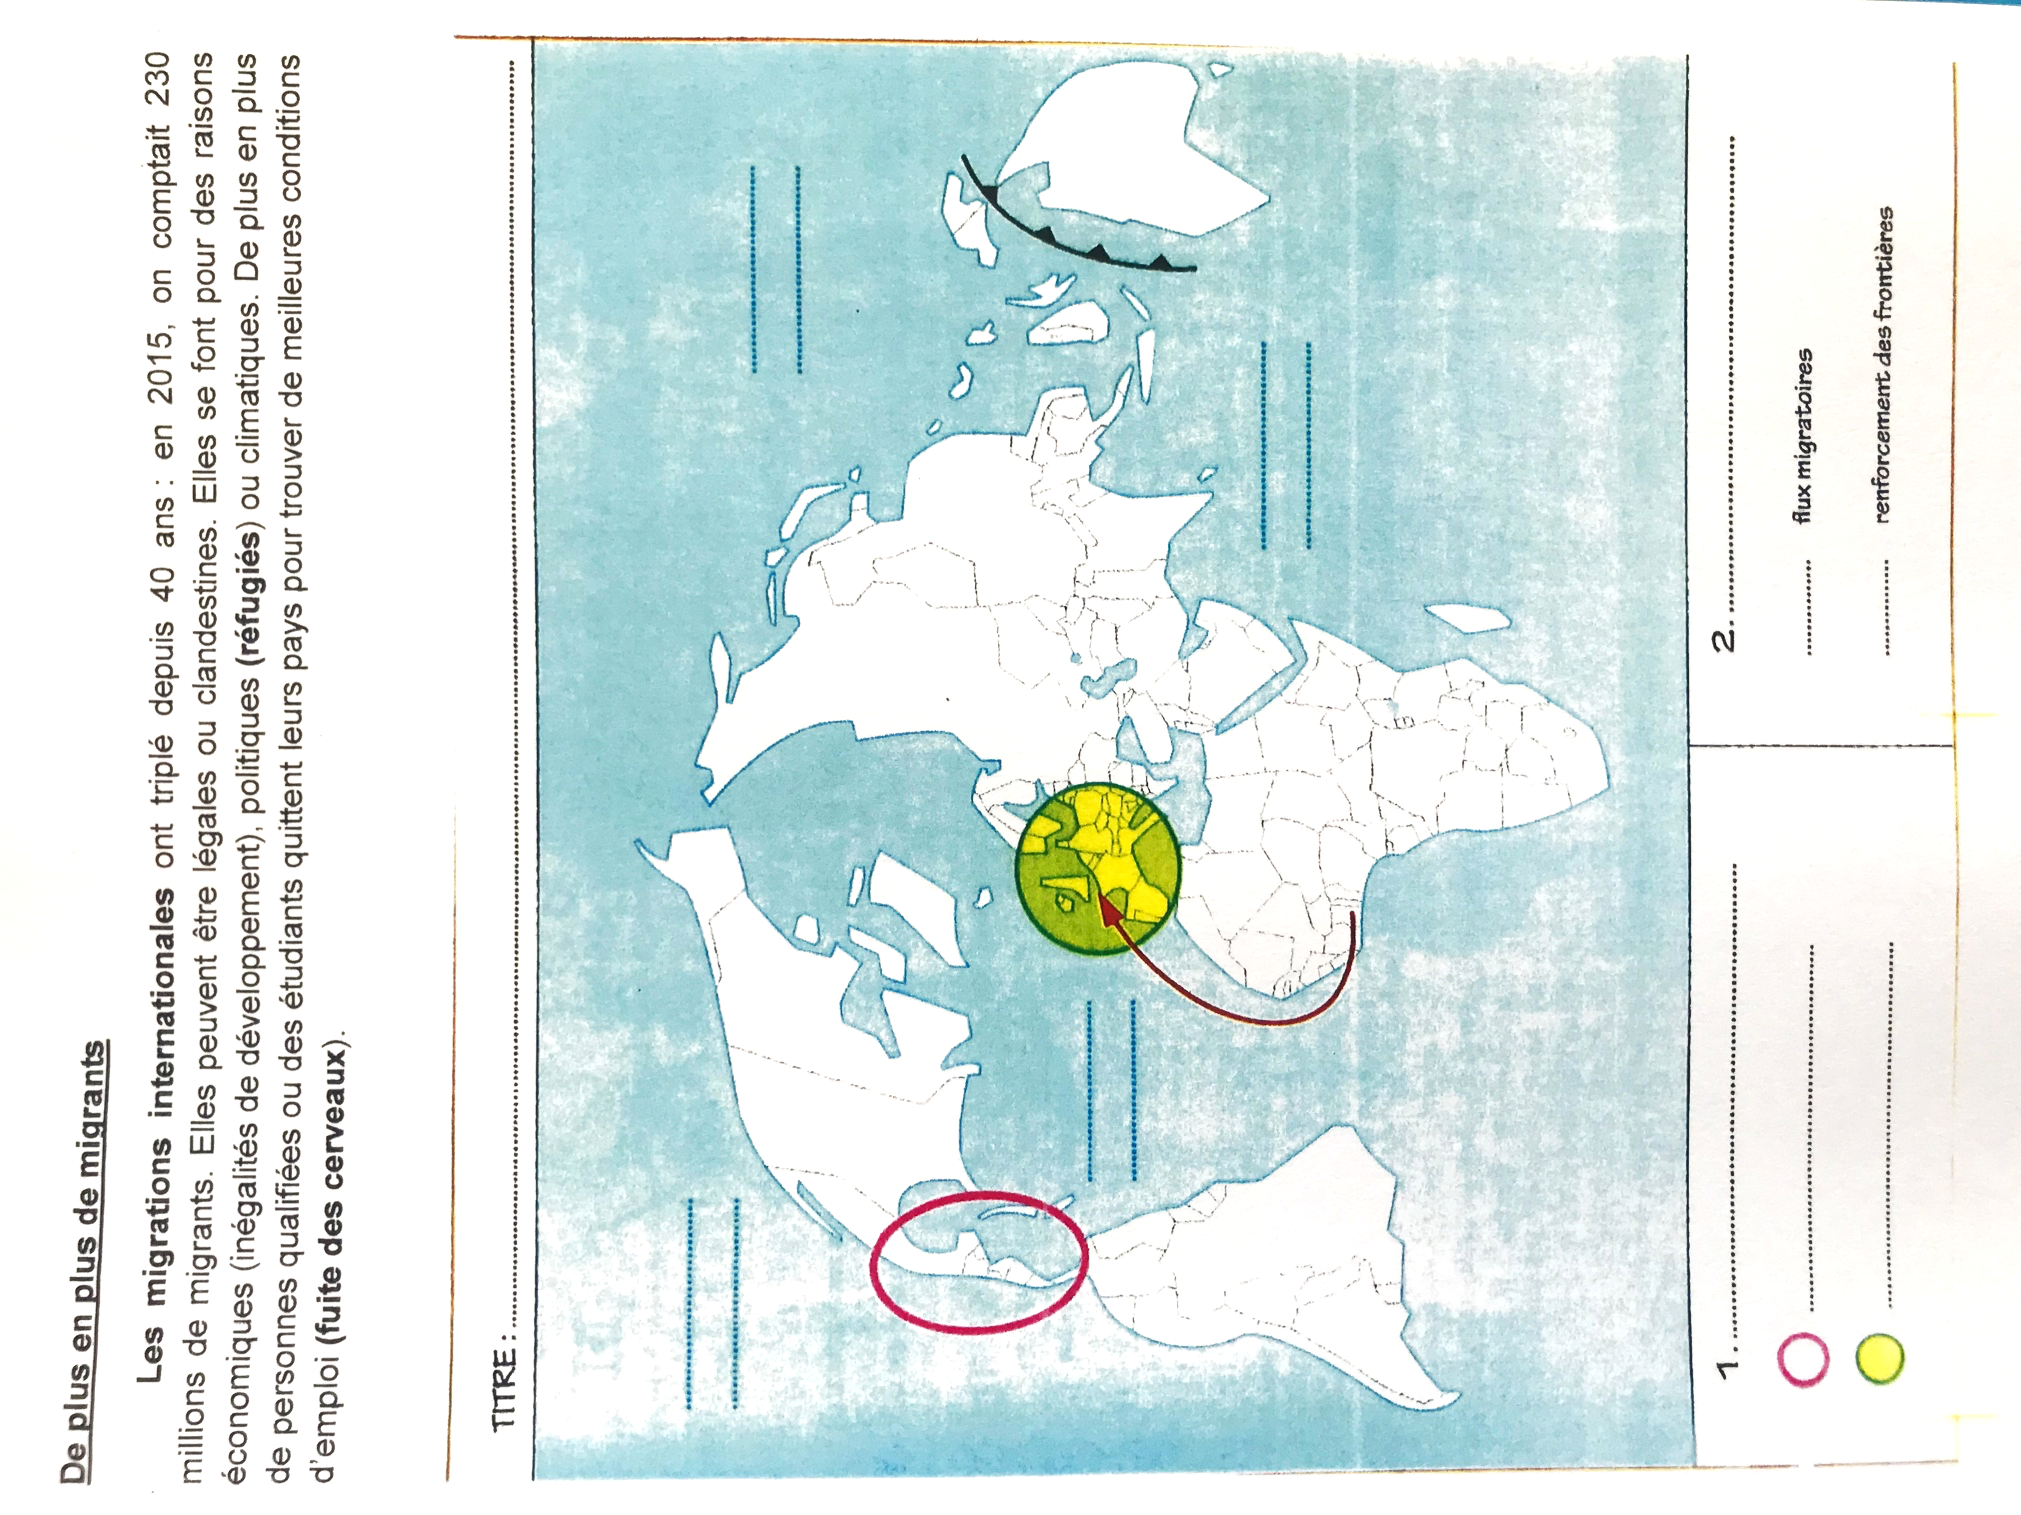 De plus en plus de migrants
Les migrations internationales ont triplé depuis 40 ans : en 2015, on comptait 230
millions de migrants. Elles peuvent être légales ou clandestines. Elles se font pour des raisons
économiques (inégalités de développement), politiques (réfugiés) ou climatiques. De plus en plus
de personnes qualifiées ou des étudiants quittent leurs pays pour trouver de meilleures conditions
d'emploi (fuite des cerveaux).
TITRE :
1.
2.
flux migratoires
renforcement des frontières